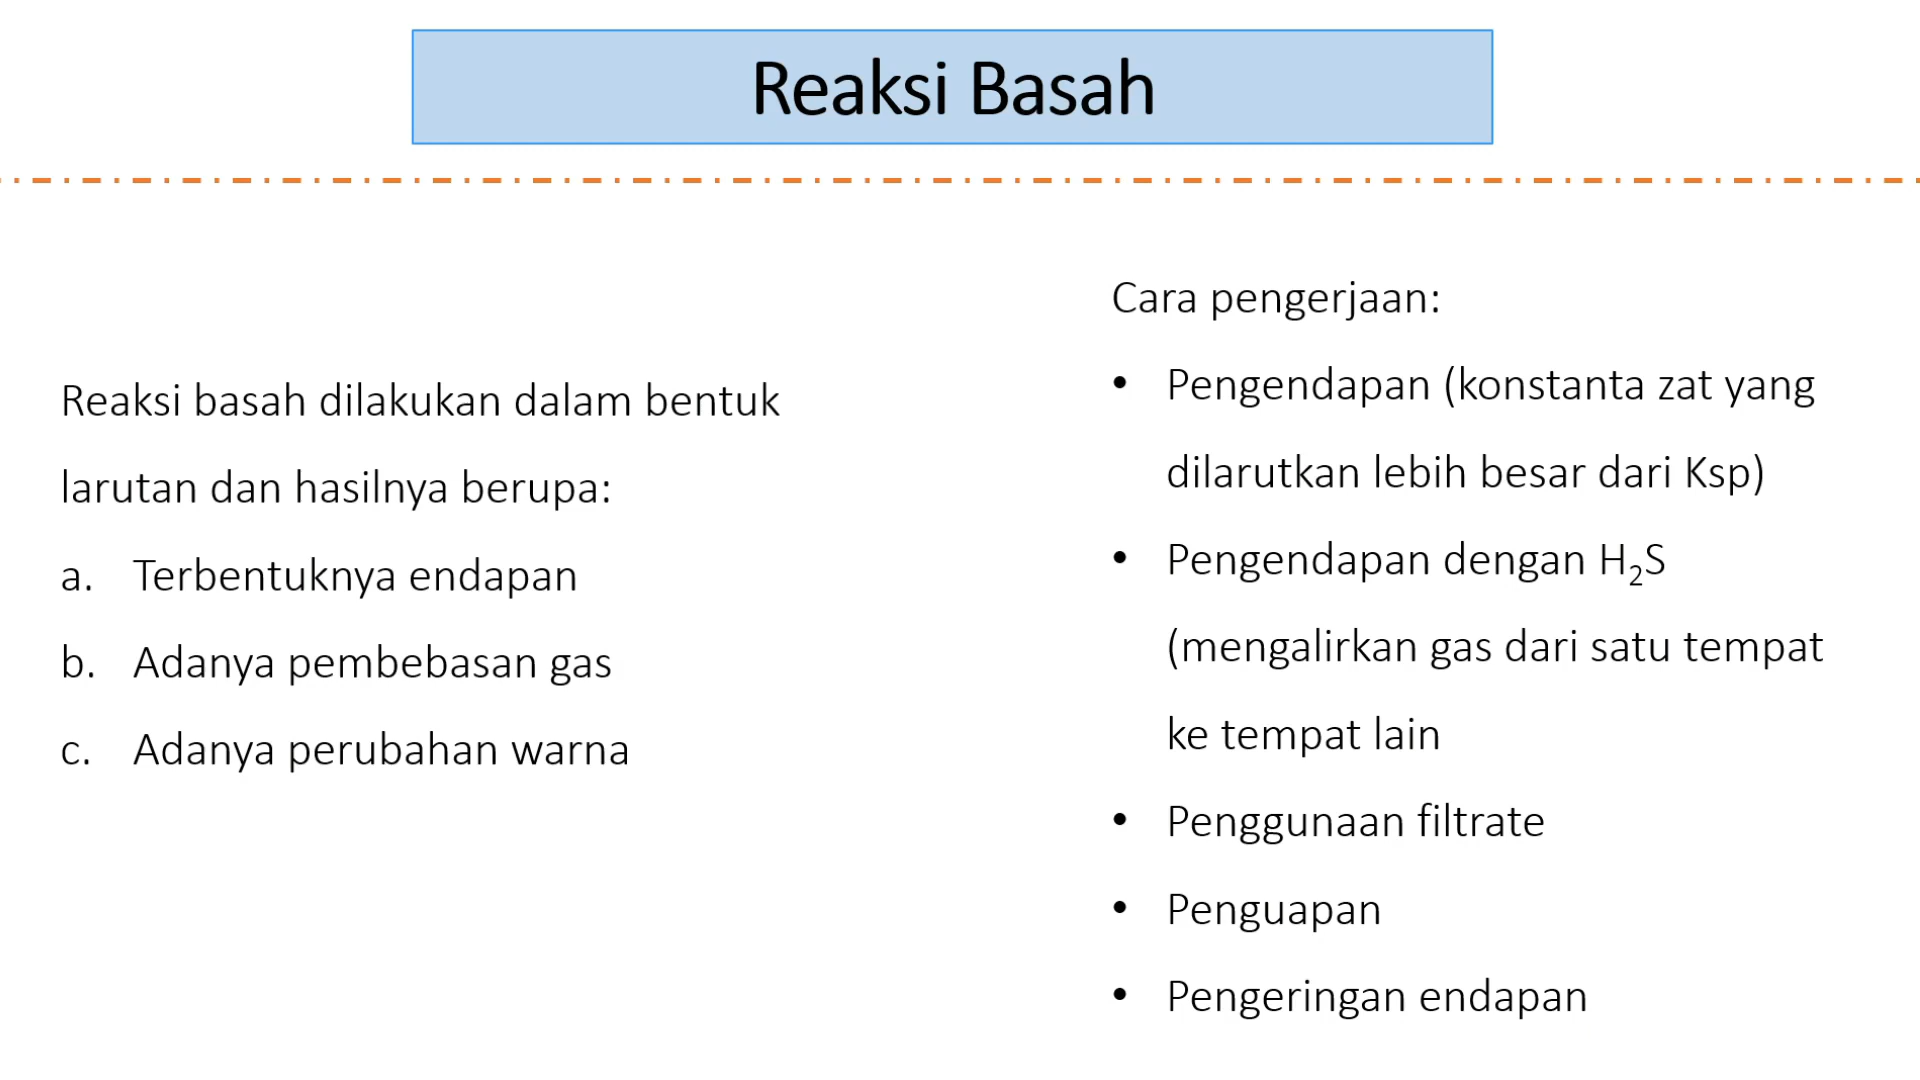 Reaksi Basah
Reaksi basah dilakukan dalam bentuk
larutan dan hasilnya berupa:
a. Terbentuknya endapan
b. Adanya pembebasan gas
c. Adanya perubahan warna
Cara pengerjaan:
• Pengendapan (konstanta zat yang
dilarutkan lebih besar dari Ksp)
• Pengendapan dengan H₂S
(mengalirkan gas dari satu tempat
ke tempat lain
• Penggunaan filtrate
• Penguapan
• Pengeringan endapan